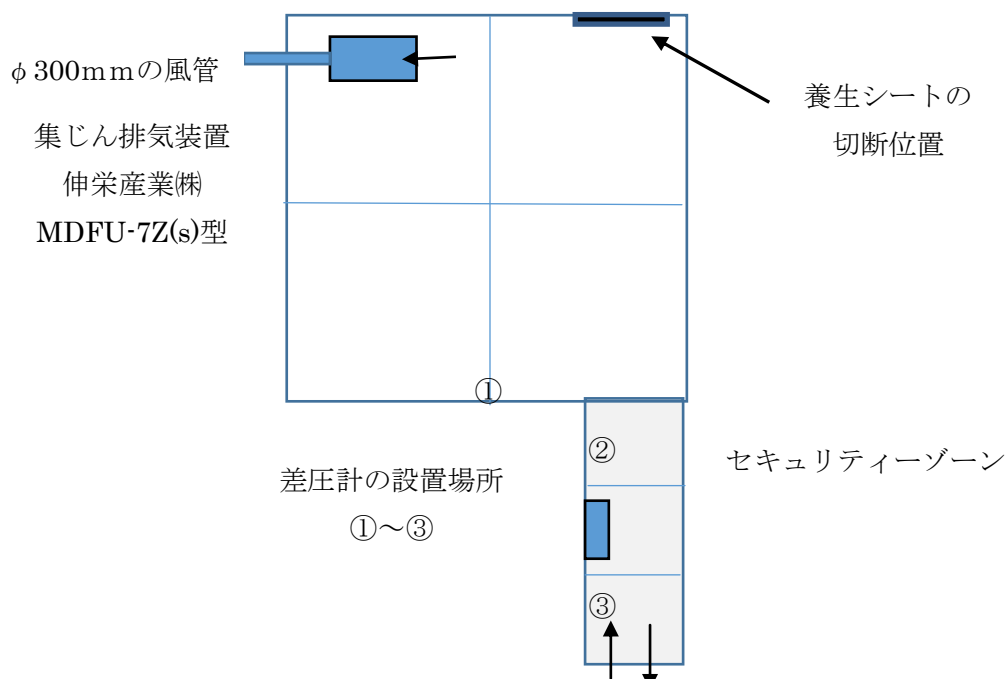 φ300ｍｍの風管
集じん排気装置
伸栄産業㈱
MDFU-7Z(s)型
養生シートの
切断位置
①
②
セキュリティーゾーン
差圧計の設置場所
①～③
③